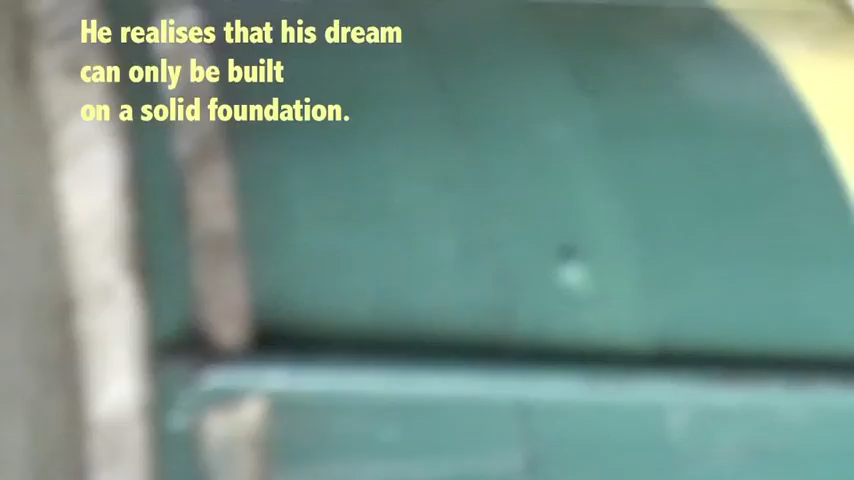 He realises that his dream
can only be built
on a solid foundation.